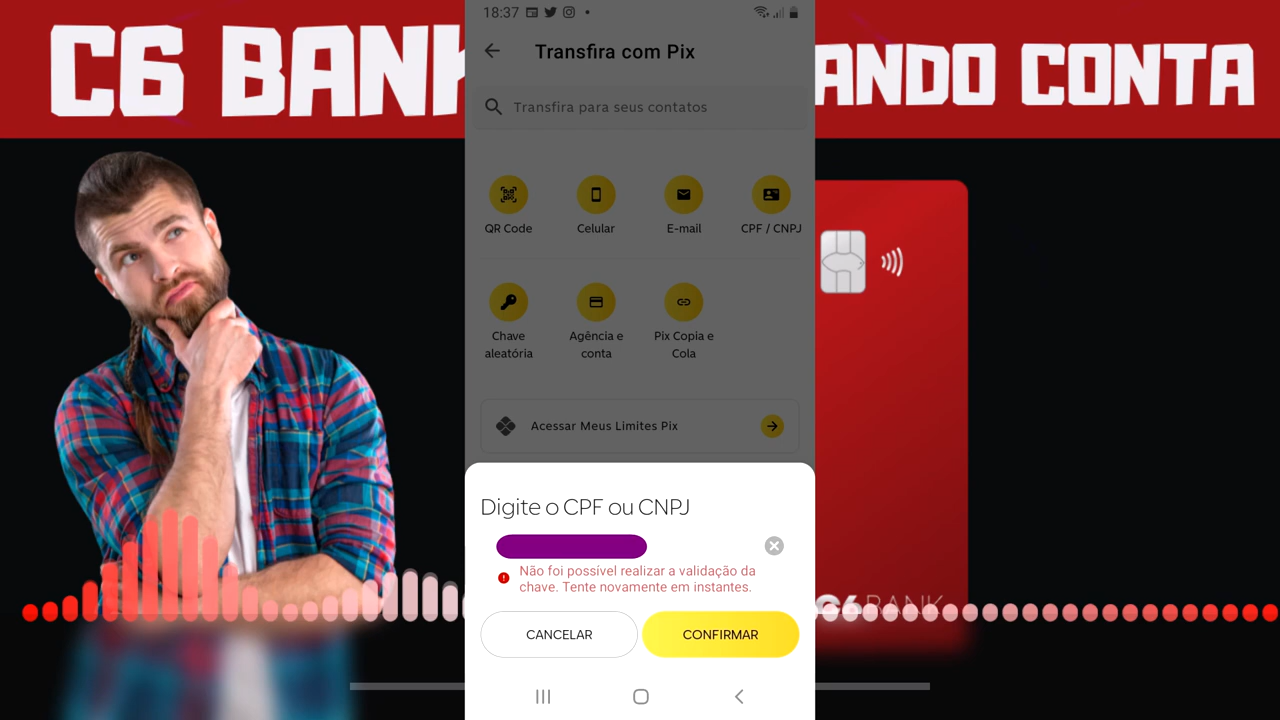 C6 BANK
ANDO CONTA
18:37
Transfira com Pix
Transfira para seus contatos
QR Code
Celular
E-mail
CPF / CNPJ
Chave
aleatória
Agência e
conta
Pix Copia e
Cola
Acessar Meus Limites Pix
Digite o CPF ou CNPJ
Não foi possível realizar a validação da
chave. Tente novamente em instantes.
CANCELAR
CONFIRMAR
C6 BANK